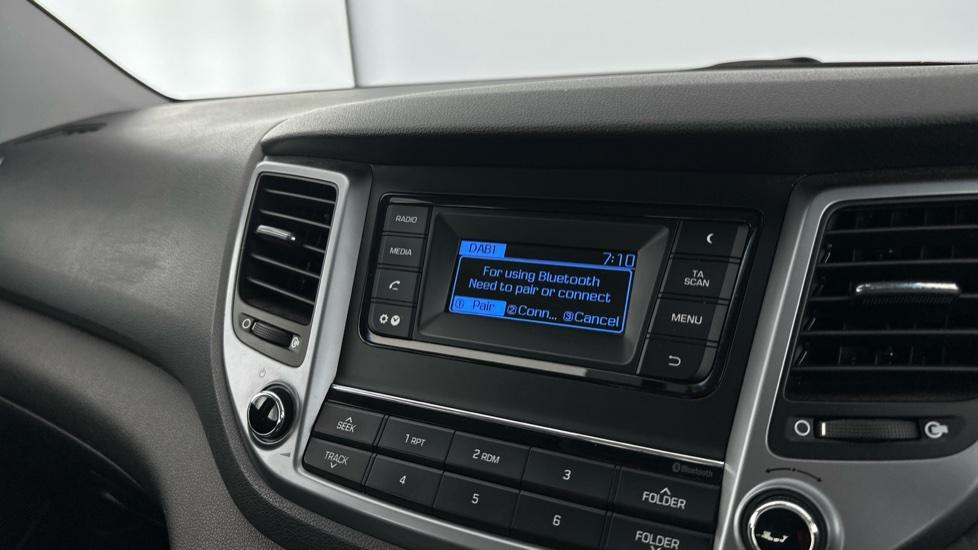 RADIO
MEDIA
DAB1
7:10
For using Bluetooth
Need to pair or connect
① Pair ②Conn... ③Cancel
TA
SCAN
MENU
SEEK
TRACK
1 RPT
2 RDM
3
4
5
6
Bluetooth
FOLDER
FOLDER